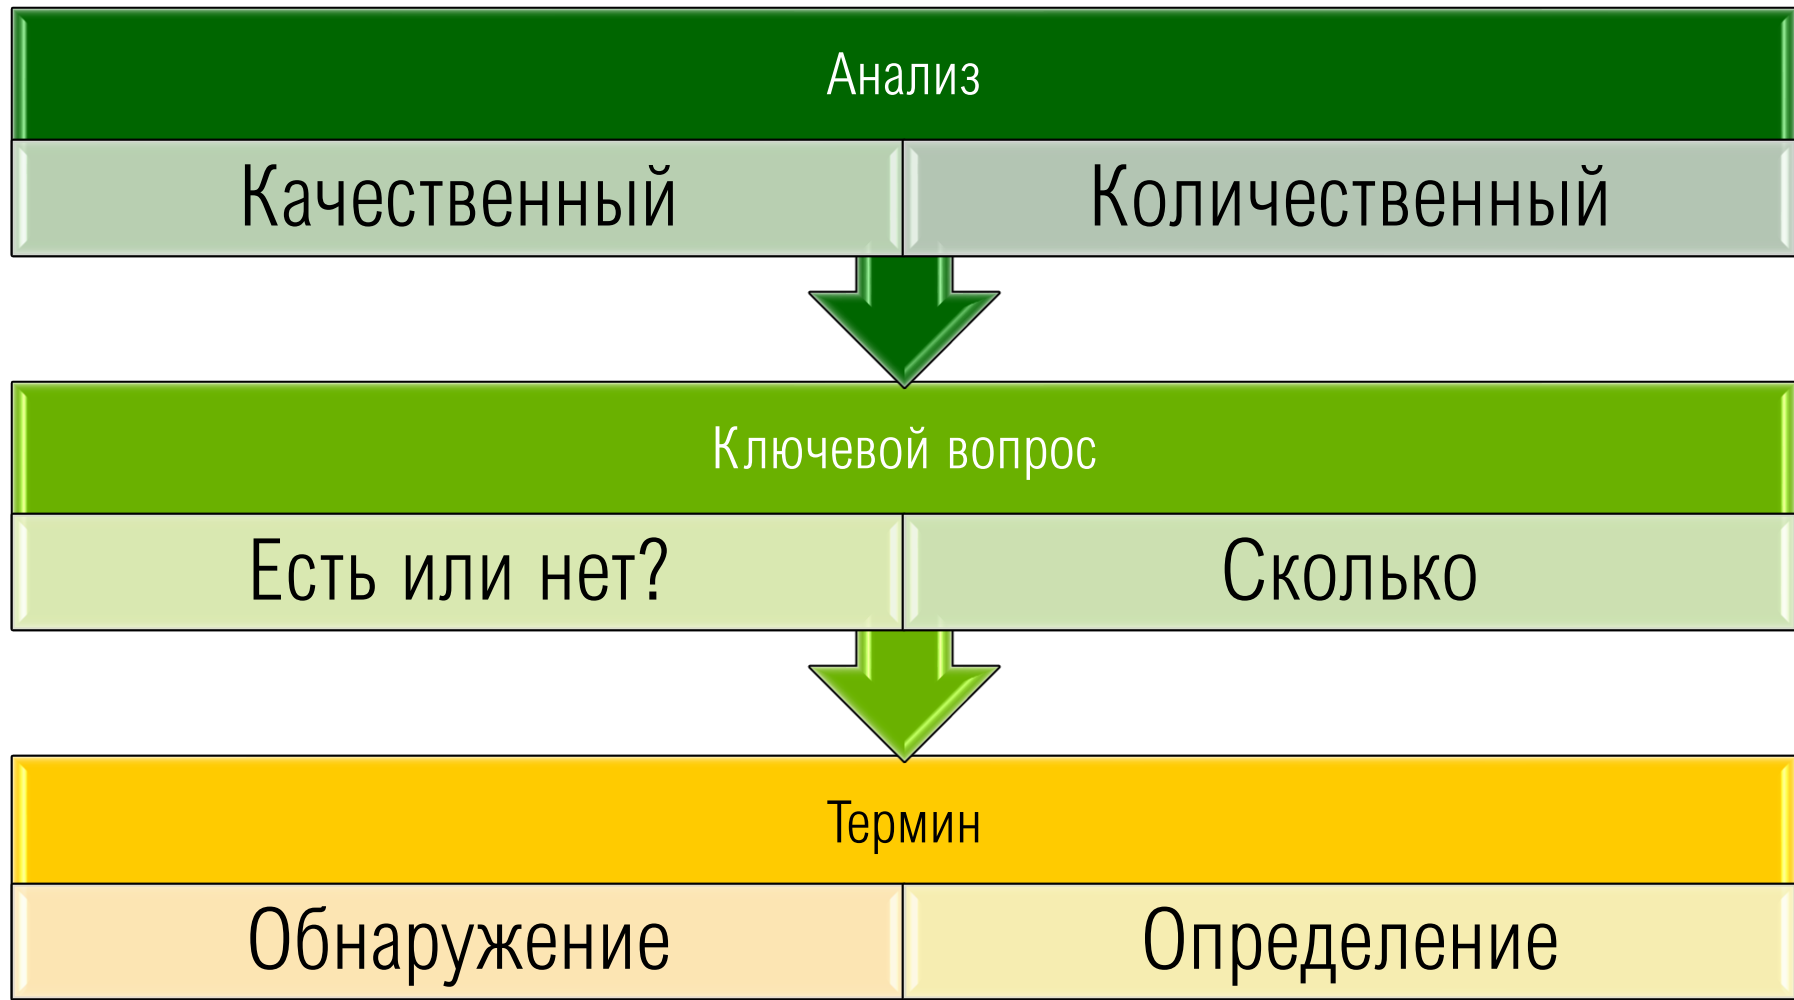 Анализ
Качественный
Количественный
Ключевой вопрос
Есть или нет?
Сколько
Термин
Обнаружение
Определение